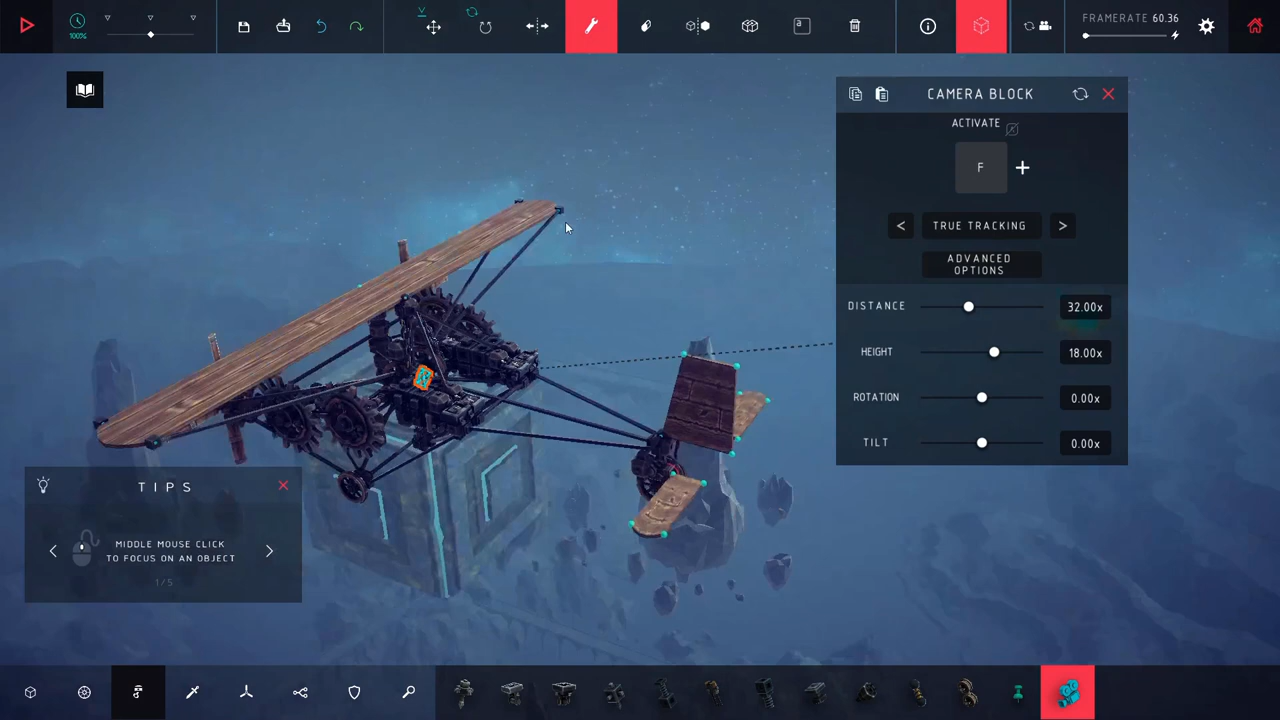 100%
a
FRAMERATE 60.36
CAMERA BLOCK
ACTIVATE
F
+
< TRUE TRACKING >
ADVANCED
OPTIONS
DISTANCE 32.00x
HEIGHT 18.00x
ROTATION 0.00x
TILT 0.00x
TIPS
MIDDLE MOUSE CLICK
TO FOCUS ON AN OBJECT
1/5